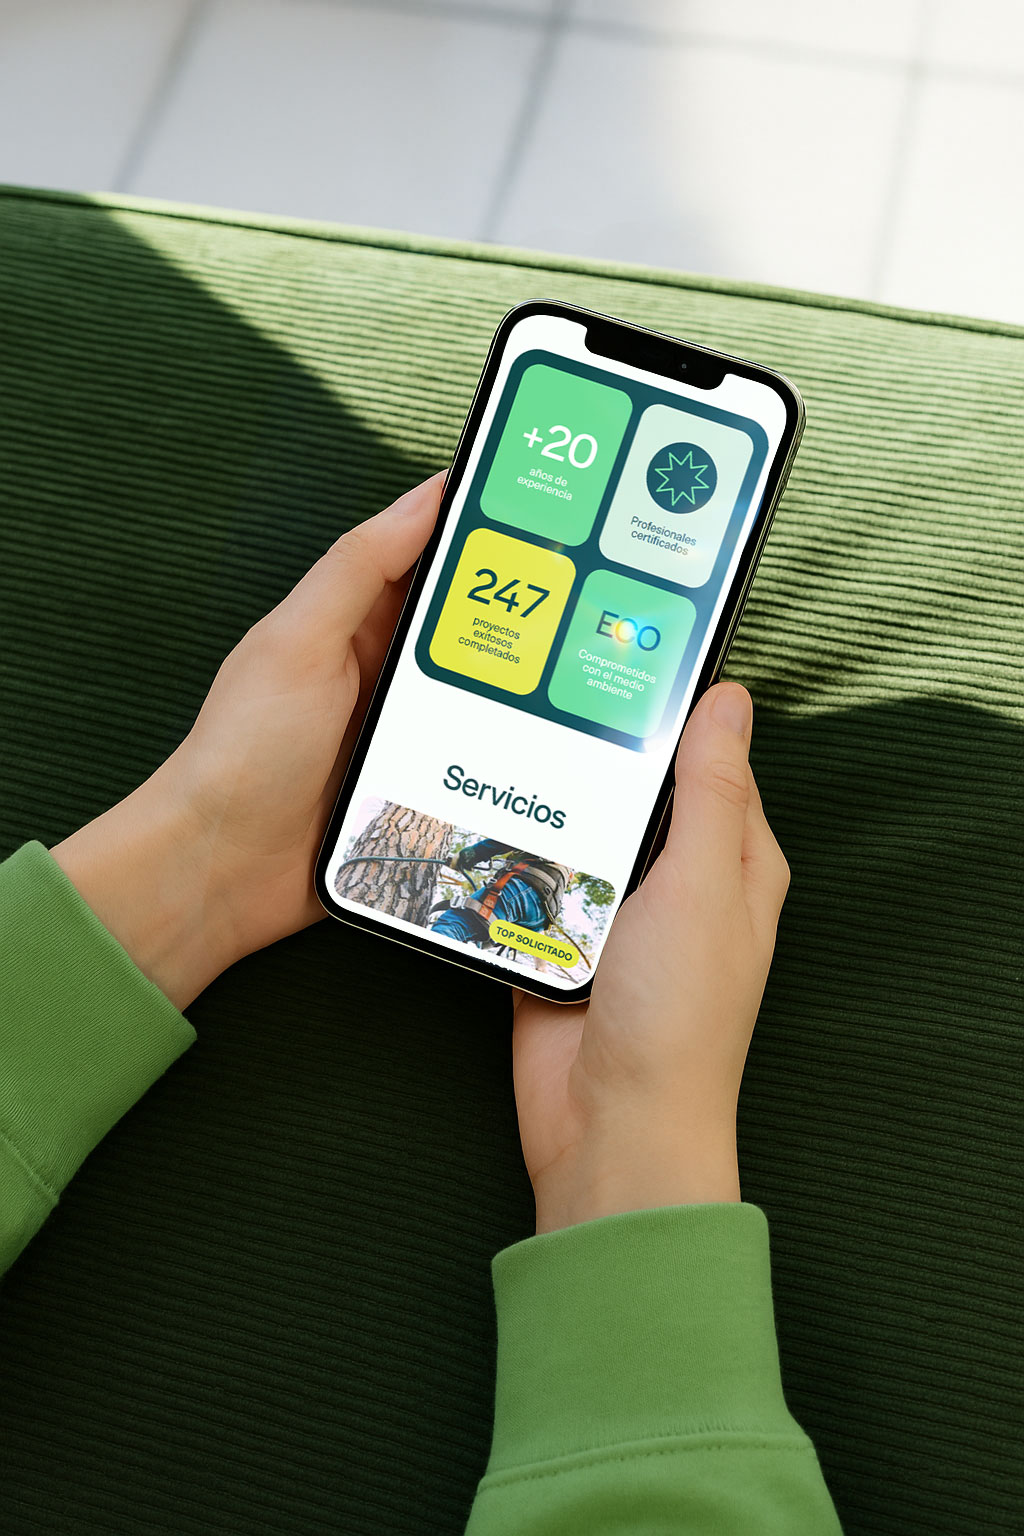 +20
años de
experiencia
Profesionales
certificados
247
proyectos
exitosos
completados
ECO
Comprometidos
con el medio
ambiente
Servicios
TOP SOLICITADO